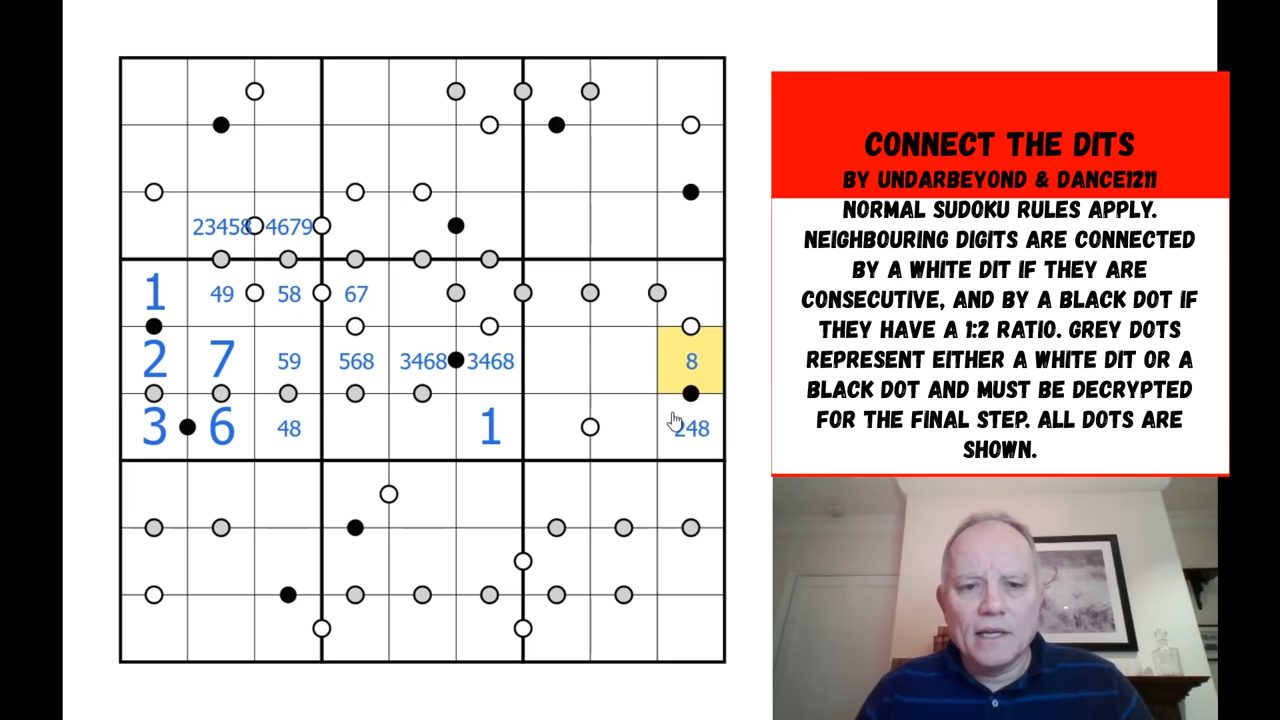 CONNECT THE DITS
BY UNDARBEYOND & DANCE1211
NORMAL SUDOKU RULES APPLY.
NEIGHBOURING DIGITS ARE CONNECTED
BY A WHITE DIT IF THEY ARE
CONSECUTIVE, AND BY A BLACK DOT IF
THEY HAVE A 1:2 RATIO. GREY DOTS
REPRESENT EITHER A WHITE DIT OR A
BLACK DOT AND MUST BE DECRYPTED
FOR THE FINAL STEP. ALL DOTS ARE
SHOWN.
23458 4679
1 49 58 67
2 7 59 568 3468 3468 8
3 6 48 1 248